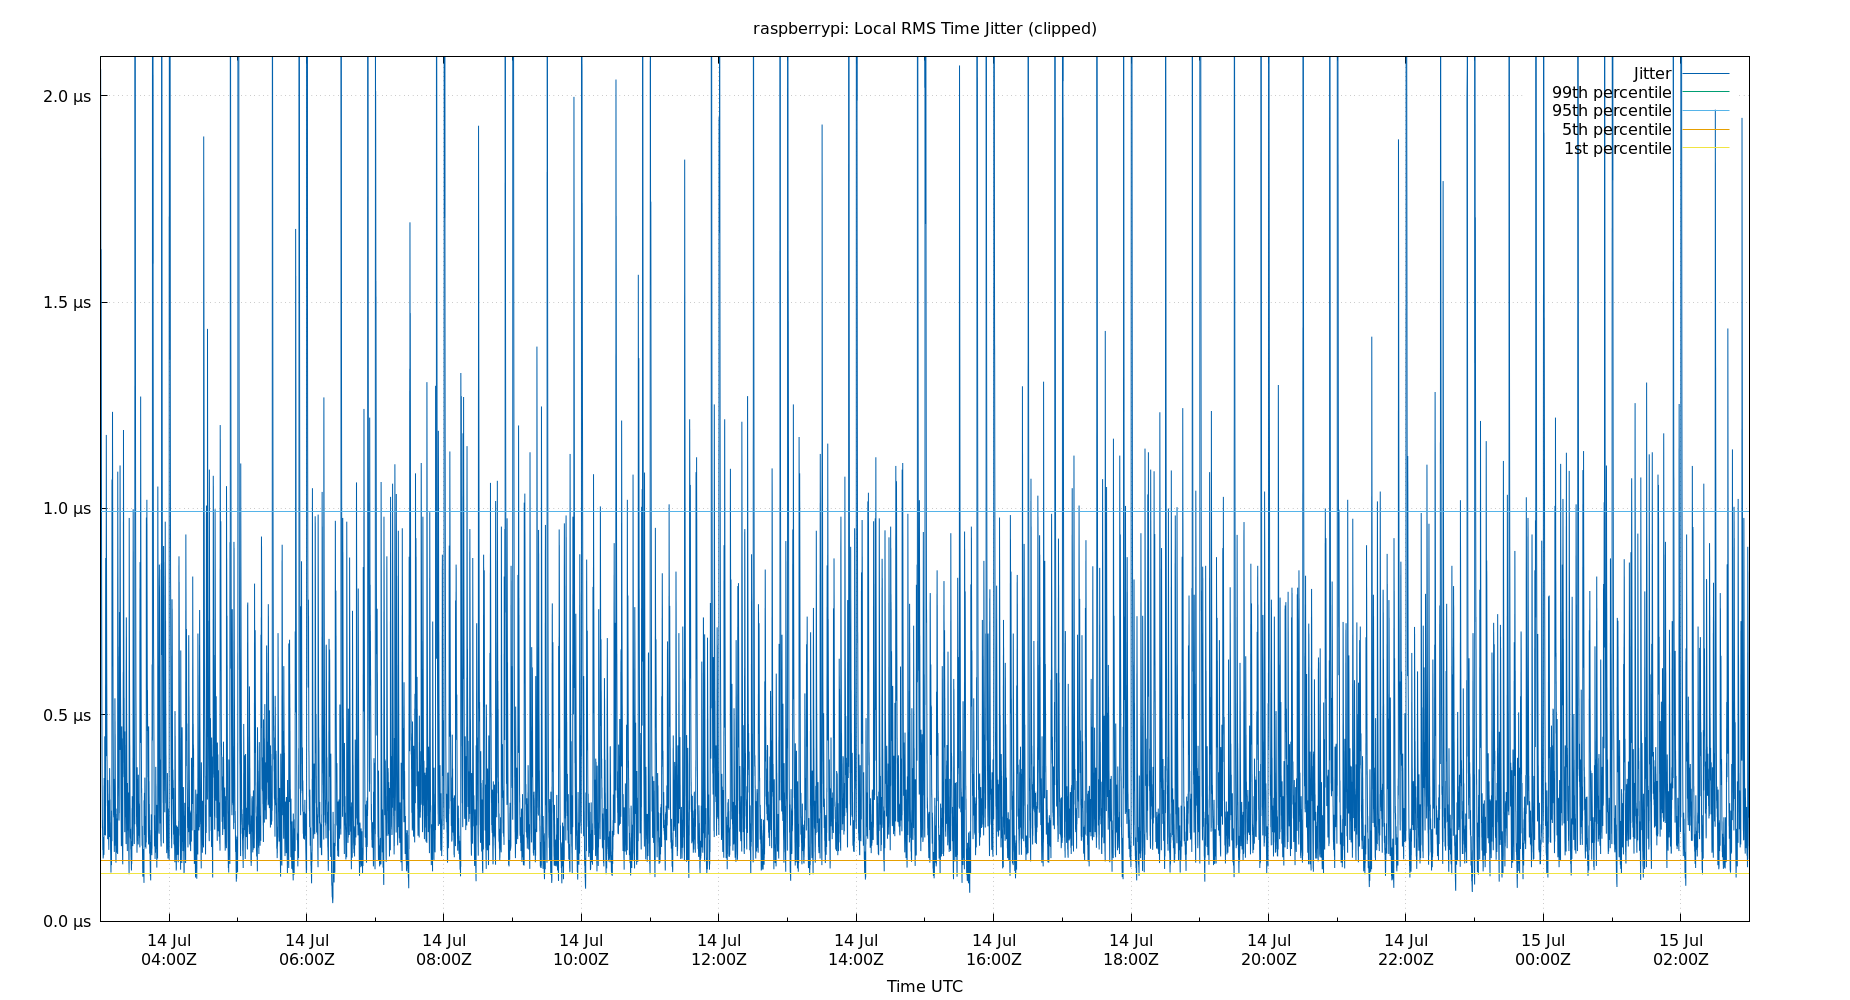 raspberrypi: Local RMS Time Jitter (clipped)
Jitter
99th percentile
95th percentile
5th percentile
1st percentile
2.0 µs
1.5 µs
1.0 µs
0.5 µs
0.0 µs
14 Jul 14 Jul 14 Jul 14 Jul 14 Jul 14 Jul 14 Jul 14 Jul 14 Jul 14 Jul 15 Jul 15 Jul
04:00Z 06:00Z 08:00Z 10:00Z 12:00Z 14:00Z 16:00Z 18:00Z 20:00Z 22:00Z 00:00Z 02:00Z
Time UTC